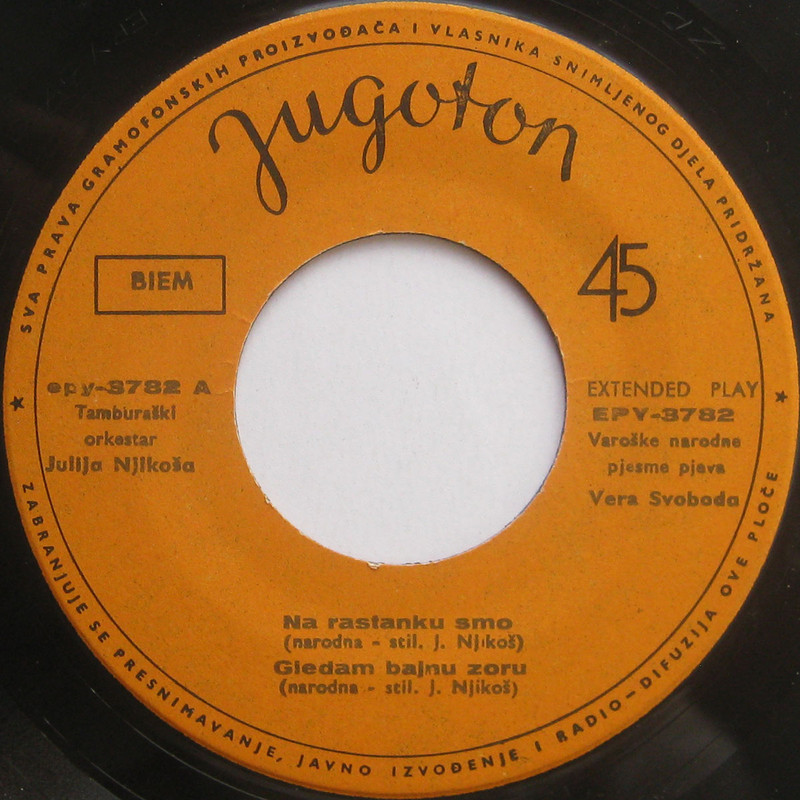 SVA PRAVA GRAMOFONSKIH PROIZVOĐAČA I VLASNIKA SNIMLJENOG DJELA PRIDRŽANA
Jugoton
BIEM
45
epy-3782 A
Tamburaški
orkestar
Julija Njikoša
EXTENDED PLAY
EPY-3782
Varoške narodne
pjesme pjeva
Vera Svoboda
Na rastanku smo
(narodna - stil. J. Njikoš)
Gledam bajnu zoru
(narodna - stil. J. Njikoš)
ZABRANJUJE SE PRESNIMAVANJE, JAVNO IZVOĐENJE I RADIO-DIFUZIJA OVE PLOČE